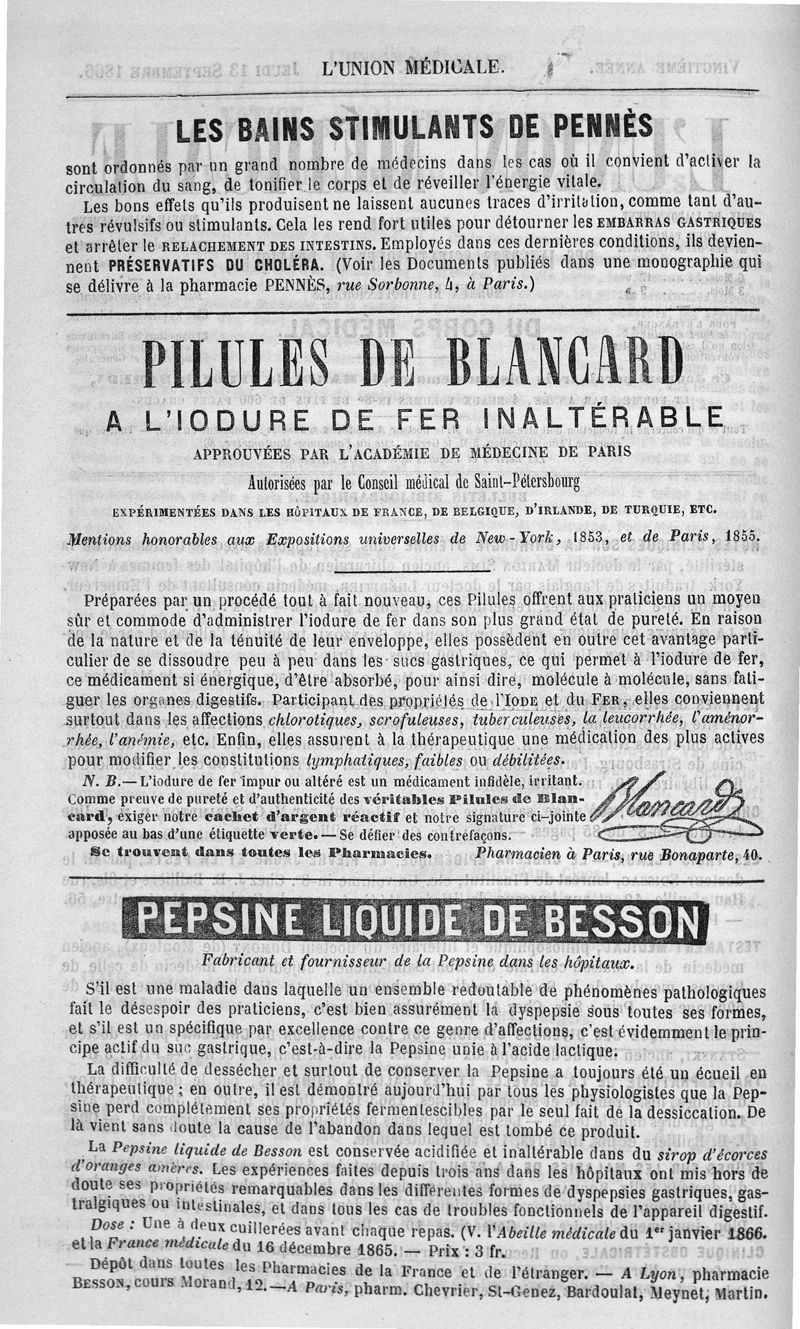 L'UNION MÉDICALE.
LES BAINS STIMULANTS DE PENNÈS
sont ordonnés par un grand nombre de médecins dans les cas où il convient d'activer la
circulation du sang, de tonifier le corps et de réveiller l'énergie vitale.
Les bons effets qu'ils produisent ne laissent aucunes traces d'irritation, comme tant d'au-
tres révulsifs ou stimulants. Cela les rend fort utiles pour détourner les EMBARRAS GASTRIQUES
et arrêter le RELACHEMENT DES INTESTINS. Employés dans ces dernières conditions, ils devien-
nent PRÉSERVATIFS DU CHOLÉRA. (Voir les Documents publiés dans une monographie qui
se délivre à la pharmacie PENNÈS, rue Sorbonne, 4, à Paris.)
PILULES DE BLANCARD
A L'IODURE DE FER INALTÉRABLE
APPROUVÉES PAR L'ACADÉMIE DE MÉDECINE DE PARIS
Autorisées par le Conseil médical de Saint-Pétersbourg
EXPÉRIMENTÉES DANS LES HÔPITAUX DE FRANCE, DE BELGIQUE, D'IRLANDE, DE TURQUIE, ETC.
Mentions honorables aux Expositions universelles de New-York, 1853, et de Paris, 1855.
Préparées par un procédé tout à fait nouveau, ces Pilules offrent aux praticiens un moyen
sûr et commode d'administrer l'iodure de fer dans son plus grand état de pureté. En raison
de la nature et de la ténuité de leur enveloppe, elles possèdent en outre cet avantage parti-
culier de se dissoudre peu à peu dans les sucs gastriques, ce qui permet à l'iodure de fer,
ce médicament si énergique, d'être absorbé, pour ainsi dire, molécule à molécule, sans fati-
guer les organes digestifs. Participant des propriétés de l'IODE et du FER, elles conviennent
surtout dans les affections chlorotiques, scrofuleuses, tuberculeuses, la leucorrhée, l'aménor-
rhée, l'anémie, etc. Enfin, elles assurent à la thérapeutique une médication des plus actives
pour modifier les constitutions lymphatiques, faibles ou débilitées.
N. B.— L'iodure de fer impur ou altéré est un médicament infidèle, irritant.
Comme preuve de pureté et d'authenticité des véritables Pilules de Blan-
card, exiger notre cachet d'argent réactif et notre signature ci-jointe
apposée au bas d'une étiquette verte. — Se défier des contrefaçons.
Blancard
Se trouvent dans toutes les Pharmacies. Pharmacien à Paris, rue Bonaparte, 40.
PEPSINE LIQUIDE DE BESSON
Fabricant et fournisseur de la Pepsine dans les hôpitaux.
S'il est une maladie dans laquelle un ensemble redoutable de phénomènes pathologiques
fait le désespoir des praticiens, c'est bien assurément la dyspepsie sous toutes ses formes,
et s'il est un spécifique par excellence contre ce genre d'affections, c'est évidemment le prin-
cipe actif du suc gastrique, c'est-à-dire la Pepsine unie à l'acide lactique.
La difficulté de dessécher et surtout de conserver la Pepsine a toujours été un écueil en
thérapeutique ; en outre, il est démontré aujourd'hui par tous les physiologistes que la Pep-
sine perd complétement ses propriétés fermentescibles par le seul fait de la dessiccation. De
là vient sans doute la cause de l'abandon dans lequel est tombé ce produit.
La Pepsine liquide de Besson est conservée acidifiée et inaltérable dans du sirop d'écorces
d'oranges amères. Les expériences faites depuis trois ans dans les hôpitaux ont mis hors de
doute ses propriétés remarquables dans les différentes formes de dyspepsies gastriques, gas-
tralgiques ou intestinales, et dans tous les cas de troubles fonctionnels de l'appareil digestif.
Dose : Une à deux cuillerées avant chaque repas. (V. l'Abeille médicale du 1er janvier 1866.
et la France médicale du 16 décembre 1865. — Prix : 3 fr.
Dépôt dans toutes les Pharmacies de la France et de l'étranger. — A Lyon, pharmacie
BESSON, cours Morand, 12. — A Paris, pharm. Chevrier, St-Genez, Bardoulat, Meynet, Martin.